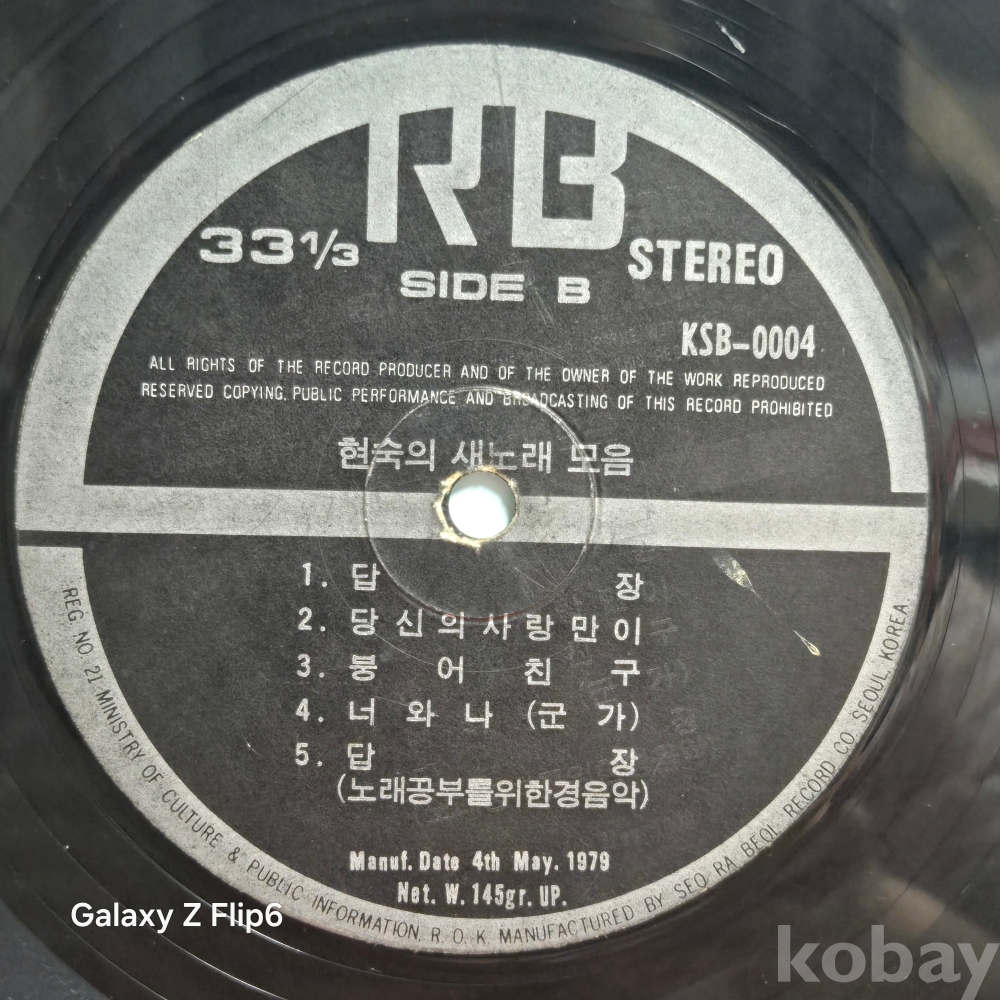 RB
33 1/3
STEREO
SIDE B
KSB-0004
ALL RIGHTS OF THE RECORD PRODUCER AND OF THE OWNER OF THE WORK REPRODUCED
RESERVED COPYING, PUBLIC PERFORMANCE AND BROADCASTING OF THIS RECORD PROHIBITED
현숙의 새노래 모음
1. 답 장
2. 당신의사랑만이
3. 붕 어 친 구
4. 너 와 나 (군 가)
5. 답 장
(노래공부를위한경음악)
Manuf. Date 4th May. 1979
Net. W. 145gr. UP.
REG. NO. 21 MINISTRY OF CULTURE & PUBLIC INFORMATION, R. O. K. MANUFACTURED BY SEO RA BEOL RECORD CO. SEOUL KOREA.
Galaxy Z Flip6
kobay